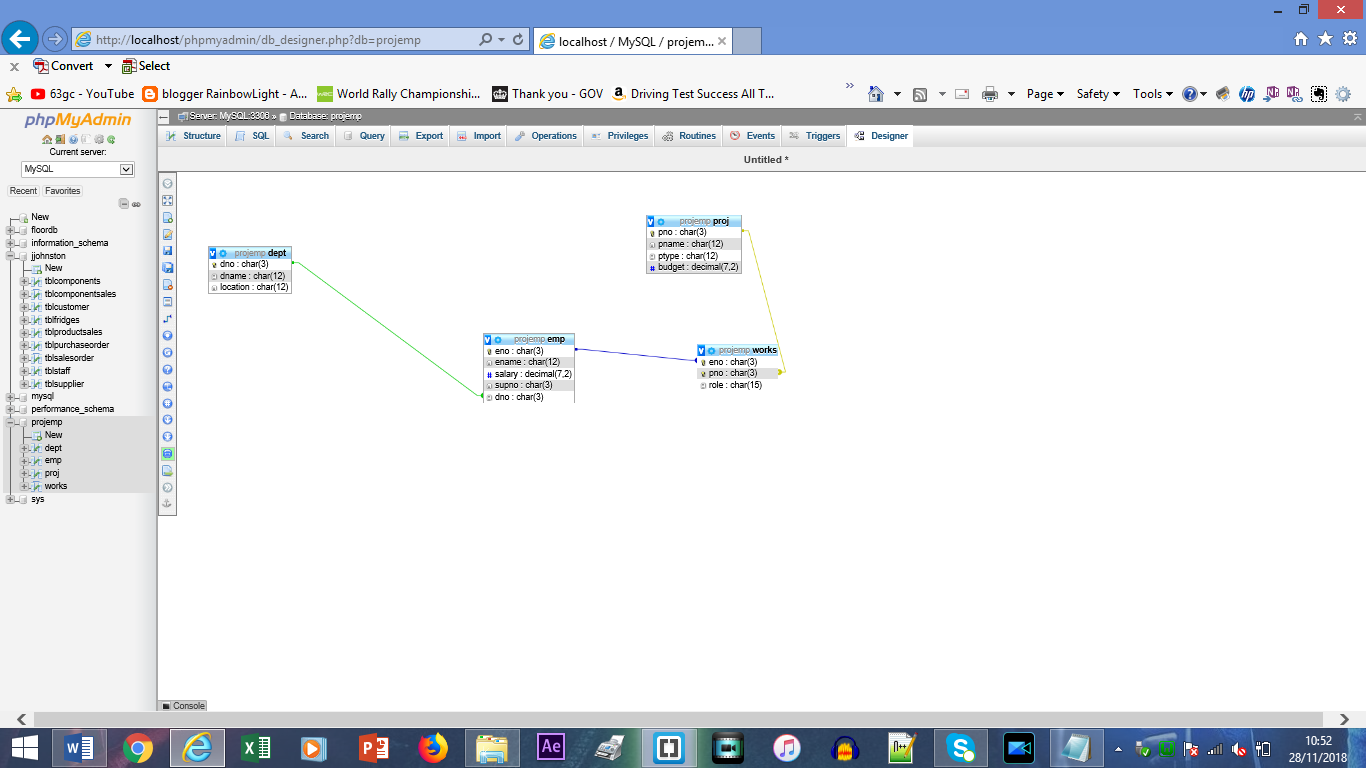 http://localhost/phpmyadmin/db_designer.php?db=projemp
localhost / MySQL / projem...
Convert
Select
63gc - YouTube
blogger RainbowLight - A...
World Rally Championshi...
Thank you - GOV
Driving Test Success All T...
Page
Safety
Tools
phpMyAdmin
Current server:
MySQL
Recent
Favorites
New
floordb
information_schema
jjohnston
New
tblcomponents
tblcomponentsales
tblcustomer
tblfridges
tblproductsales
tblpurchaseorder
tblsalesorder
tblstaff
tblsupplier
mysql
performance_schema
projemp
New
dept
emp
proj
works
sys
Server: MySQL:3306 » Database: projemp
Structure
SQL
Search
Query
Export
Import
Operations
Privileges
Routines
Events
Triggers
Designer
Untitled *
projemp dept
dno : char(3)
dname : char(12)
location : char(12)
projemp proj
pno : char(3)
pname : char(12)
ptype : char(12)
budget : decimal(7,2)
projemp emp
eno : char(3)
ename : char(12)
salary : decimal(7,2)
supno : char(3)
dno : char(3)
projemp works
eno : char(3)
pno : char(3)
role : char(15)
Console
10:52
28/11/2018